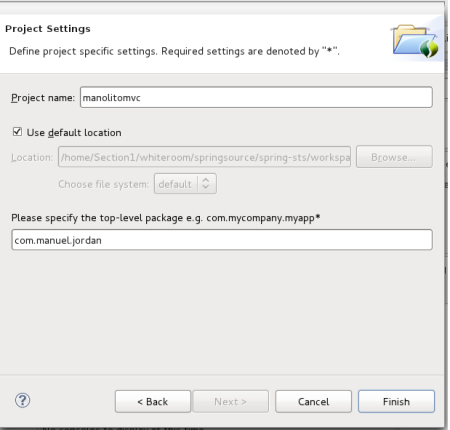 Project Settings
Define project specific settings. Required settings are denoted by "*".
Project name: manolitomvc
Use default location
Location: /home/Section1/whiteroom/springsource/spring-sts/workspa Browse...
Choose file system: default
Please specify the top-level package e.g. com.mycompany.myapp*
com.manuel.jordan
< Back Next > Cancel Finish